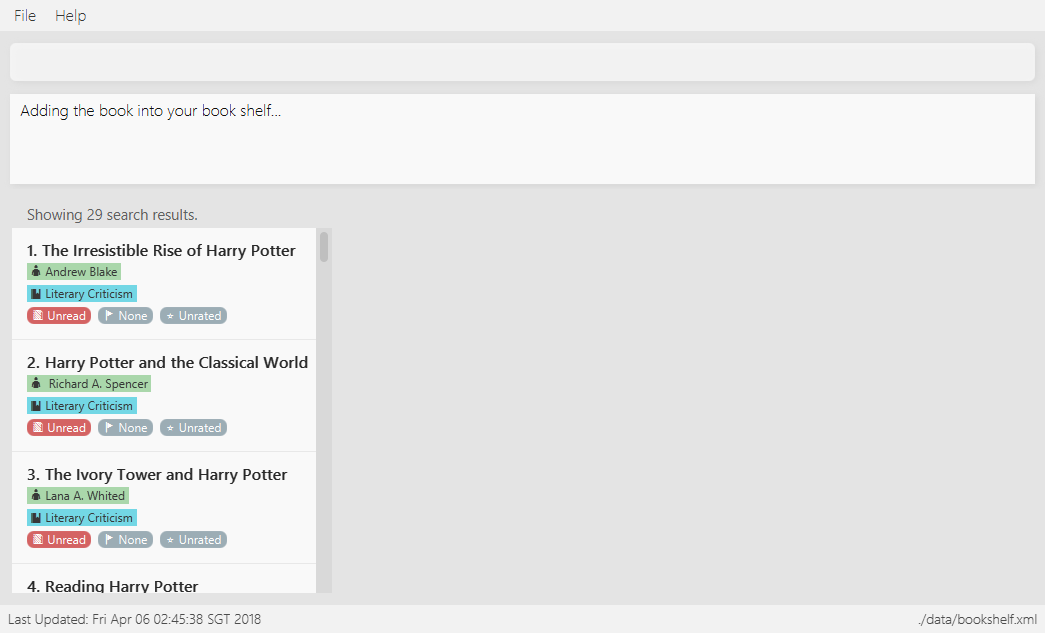 File Help
Adding the book into your book shelf...
Showing 29 search results.
1. The Irresistible Rise of Harry Potter
Andrew Blake
Literary Criticism
Unread None Unrated
2. Harry Potter and the Classical World
Richard A. Spencer
Literary Criticism
Unread None Unrated
3. The Ivory Tower and Harry Potter
Lana A. Whited
Literary Criticism
Unread None Unrated
4. Reading Harry Potter
Last Updated: Fri Apr 06 02:45:38 SGT 2018 ./data/bookshelf.xml